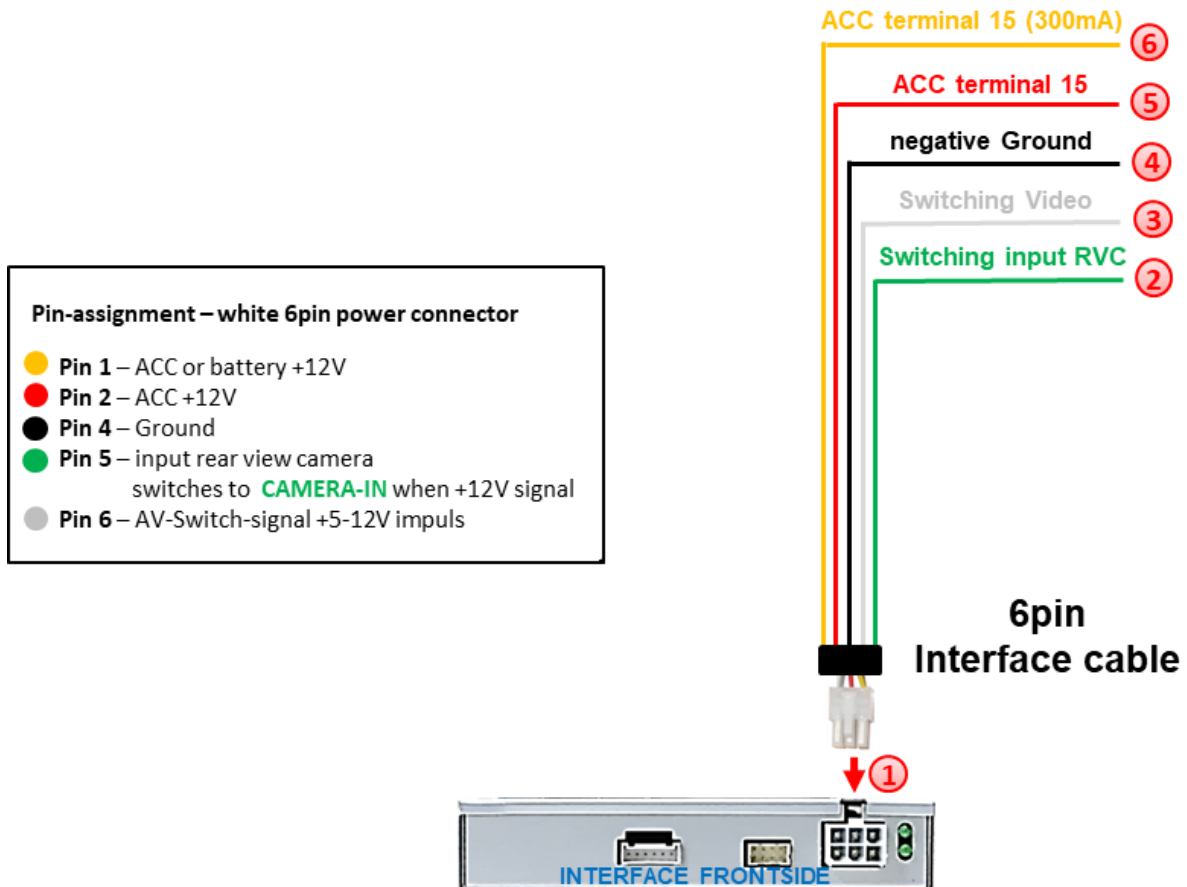 ACC terminal 15 (300mA)
6
ACC terminal 15
5
negative Ground
4
Switching Video
3
Switching input RVC
2
Pin-assignment – white 6pin power connector
Pin 1 – ACC or battery +12V
Pin 2 – ACC +12V
Pin 4 – Ground
Pin 5 – input rear view camera
switches to CAMERA-IN when +12V signal
Pin 6 – AV-Switch-signal +5-12V impuls
6pin
Interface cable
1
INTERFACE FRONTSIDE